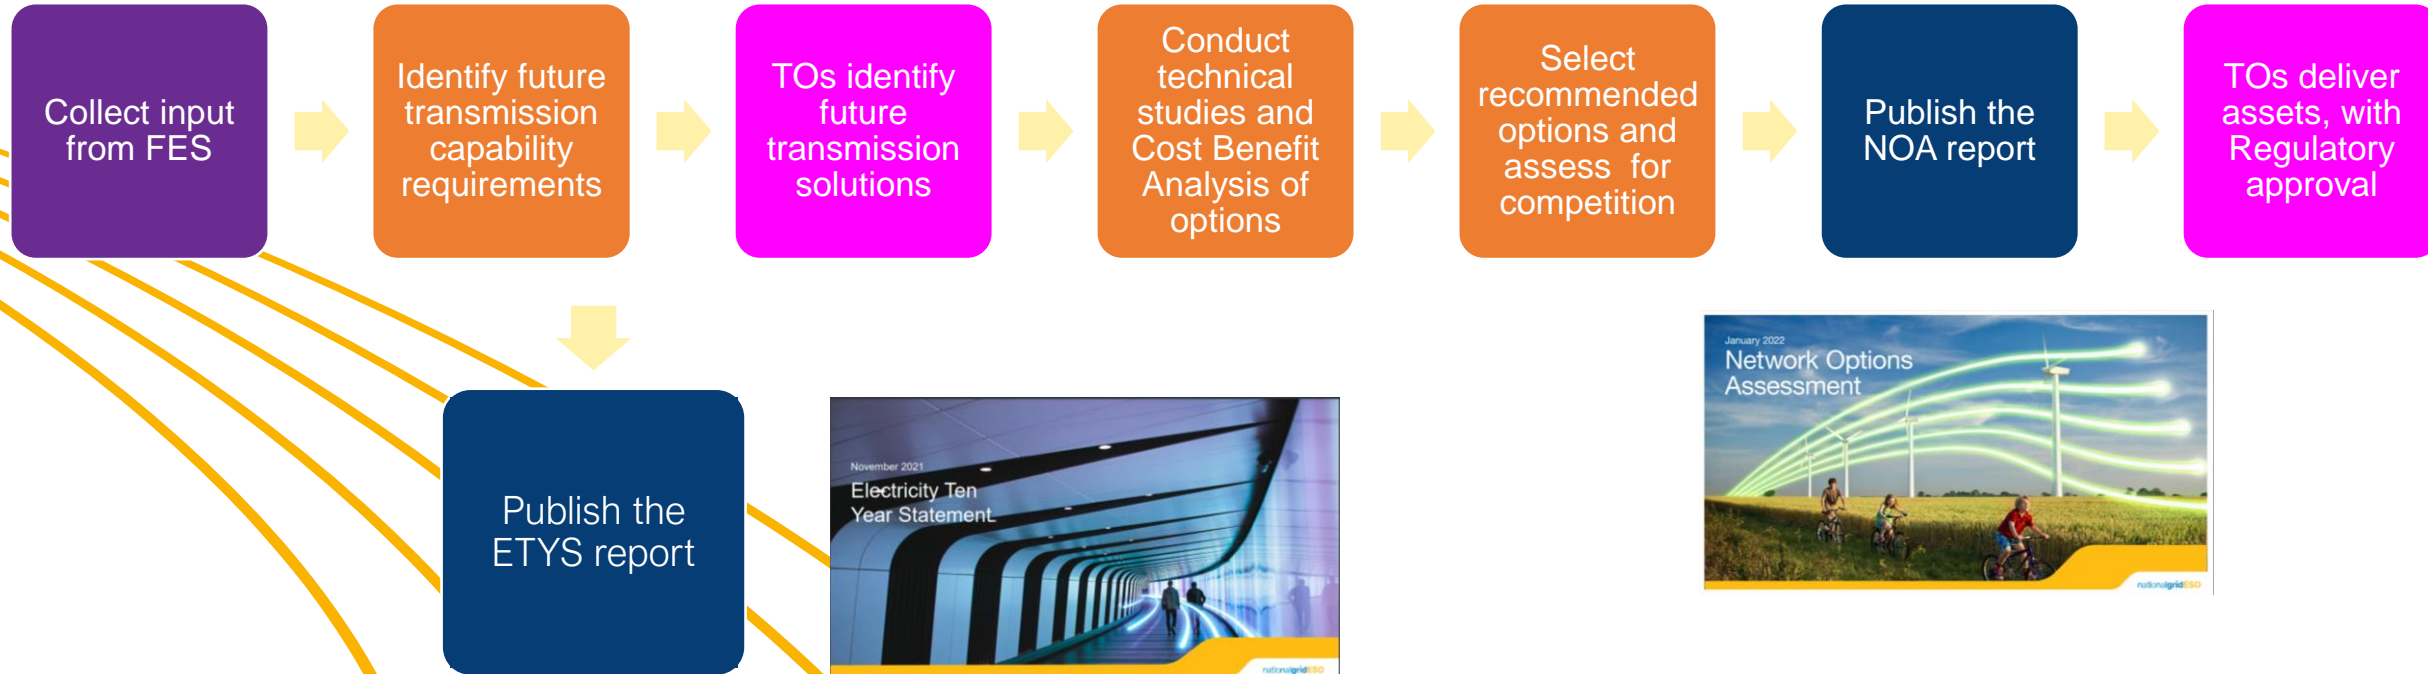 Collect input
from FES
Identify future
transmission
capability
requirements
TOs identify
future
transmission
solutions
Conduct
technical
studies and
Cost Benefit
Analysis of
options
Select
recommended
options and
assess for
competition
Publish the
NOA report
TOs deliver
assets, with
Regulatory
approval
Publish the
ETYS report
November 2021
Electricity Ten
Year Statement
nationalgridESO
January 2022
Network Options
Assessment
nationalgridESO